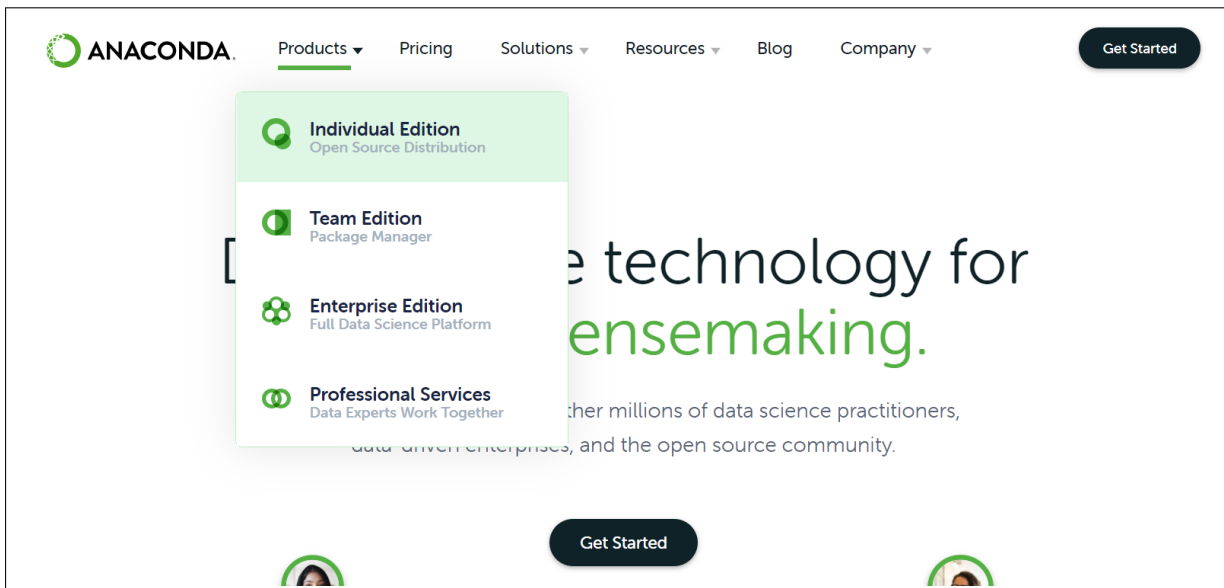 ANACONDA.
Products Pricing Solutions Resources Blog Company Get Started
Individual Edition
Open Source Distribution
Team Edition
Package Manager
Enterprise Edition
Full Data Science Platform
Professional Services
Data Experts Work Together
technology for
ensemaking.
millions of data science practitioners,
and the open source community.
Get Started